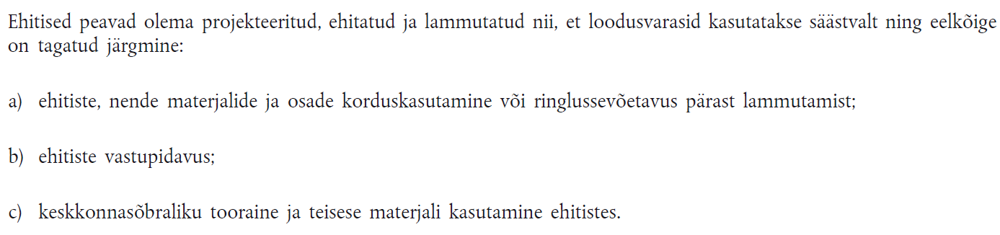 Ehitised peavad olema projekteeritud, ehitatud ja lammutatud nii, et loodusvarasid kasutatakse säästvalt ning eelkõige
on tagatud järgmine:
a) ehitiste, nende materjalide ja osade korduskasutamine või ringlussevõetavus pärast lammutamist;
b) ehitiste vastupidavus;
c) keskkonnasõbraliku tooraine ja teisese materjali kasutamine ehitistes.